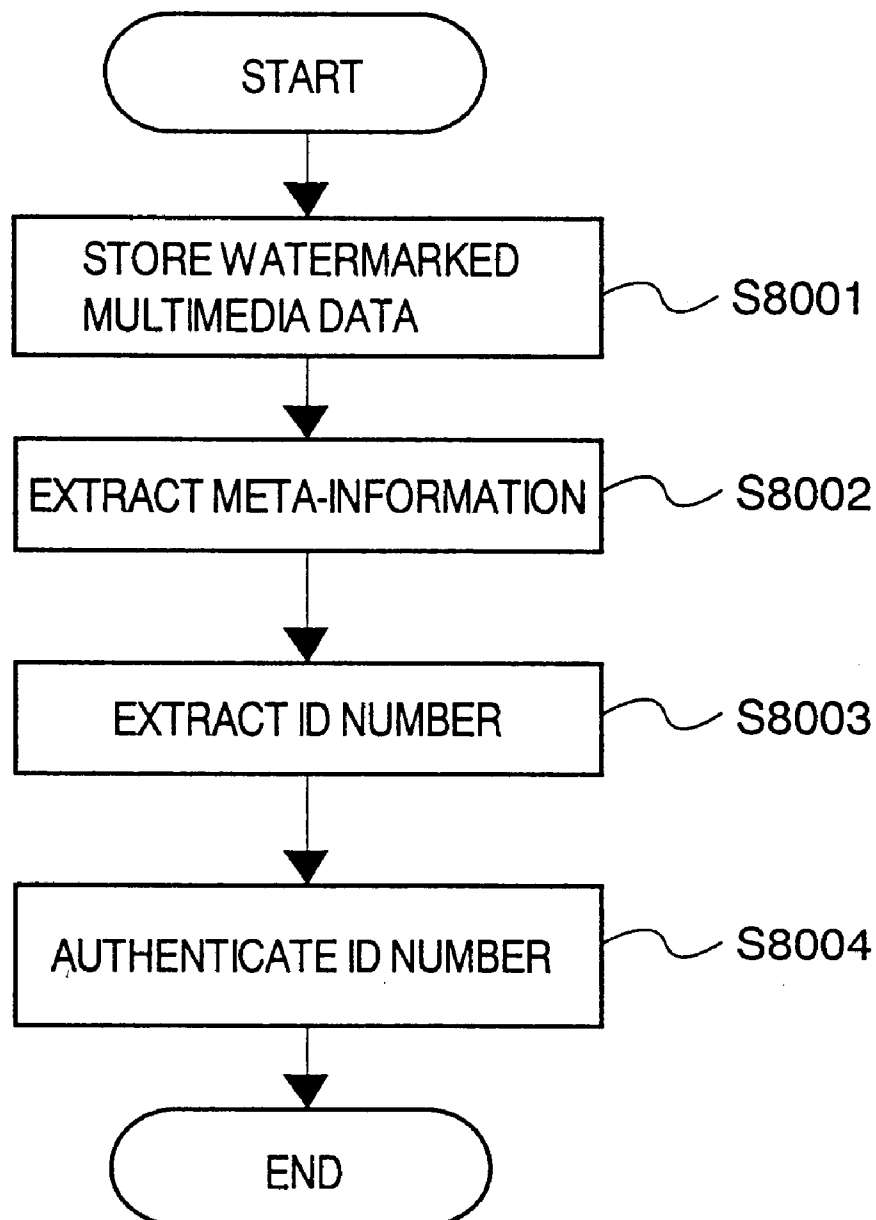 START
STORE WATERMARKED
MULTIMEDIA DATA
S8001
EXTRACT META-INFORMATION
S8002
EXTRACT ID NUMBER
S8003
AUTHENTICATE ID NUMBER
S8004
END